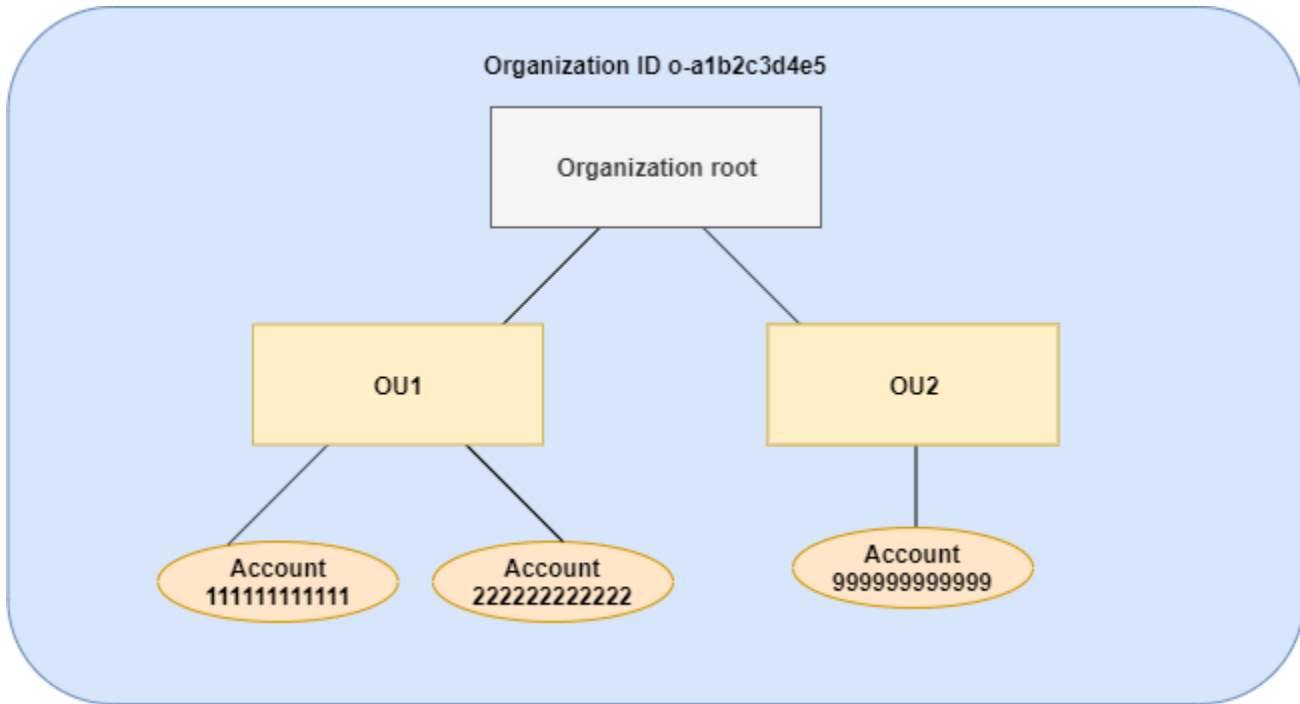 Organization ID o-a1b2c3d4e5
Organization root
OU1
OU2
Account
111111111111
Account
222222222222
Account
999999999999